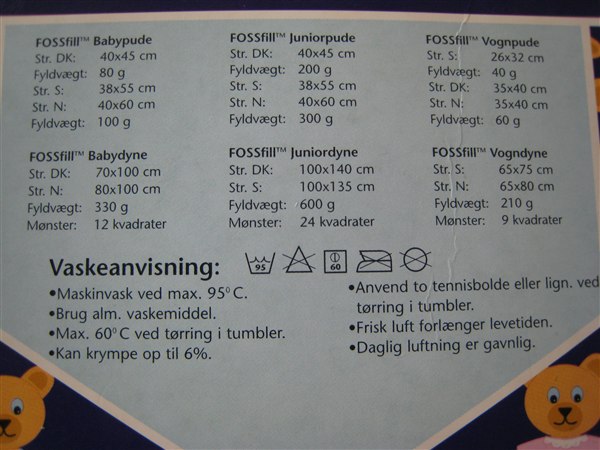 FOSSfill™ Babypude
Str. DK: 40x45 cm
Fyldvægt: 80 g
Str. S: 38x55 cm
Str. N: 40x60 cm
Fyldvægt: 100 g
FOSSfill™ Juniorpude
Str. DK: 40x45 cm
Fyldvægt: 200 g
Str. S: 38x55 cm
Str. N: 40x60 cm
Fyldvægt: 300 g
FOSSfill™ Vognpude
Str. S: 26x32 cm
Fyldvægt: 40 g
Str. DK: 35x40 cm
Str. N: 35x40 cm
Fyldvægt: 60 g
FOSSfill™ Babydyne
Str. DK: 70x100 cm
Str. N: 80x100 cm
Fyldvægt: 330 g
Mønster: 12 kvadrater
FOSSfill™ Juniordyne
Str. DK: 100x140 cm
Str. S: 100x135 cm
Fyldvægt: 600 g
Mønster: 24 kvadrater
FOSSfill™ Vogndyne
Str. S: 65x75 cm
Str. N: 65x80 cm
Fyldvægt: 210 g
Mønster: 9 kvadrater
Vaskeanvisning:
95
60
•Maskinvask ved max. 95°C.
•Brug alm. vaskemiddel.
•Max. 60°C ved tørring i tumbler.
•Kan krympe op til 6%.
•Anvend to tennisbolde eller lign. ved
tørring i tumbler.
•Frisk luft forlænger levetiden.
•Daglig luftning er gavnlig.